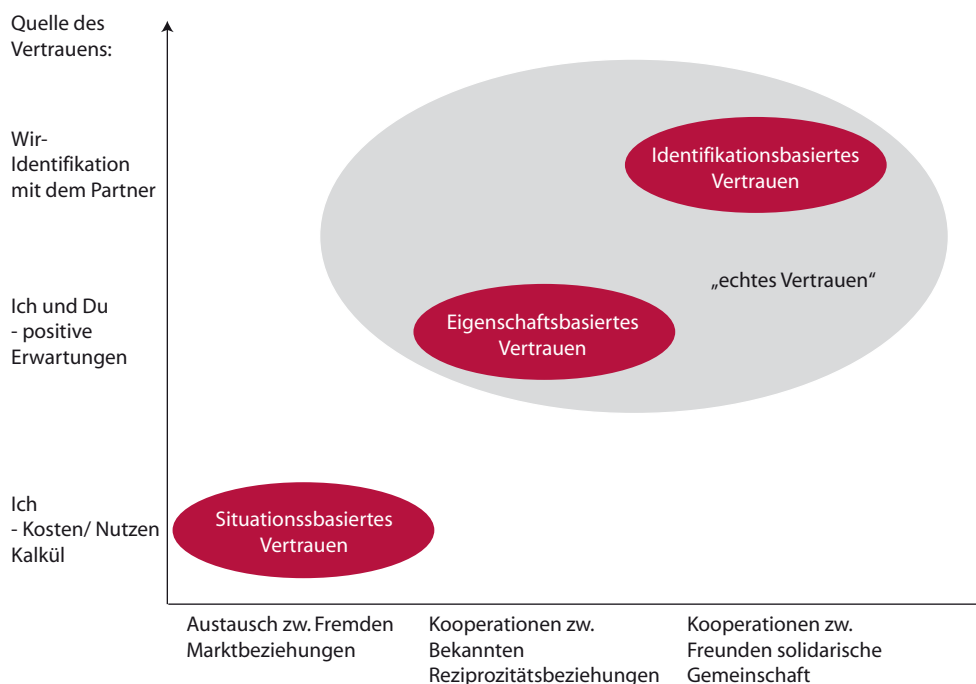 Quelle des
Vertrauens:
Wir-
Identifikation
mit dem Partner
Identifikationsbasiertes
Vertrauen
„echtes Vertrauen“
Ich und Du
- positive
Erwartungen
Eigenschaftsbasiertes
Vertrauen
Ich
- Kosten/ Nutzen
Kalkül
Situationssbasiertes
Vertrauen
Austausch zw. Fremden
Marktbeziehungen
Kooperationen zw.
Bekannten
Reziprozitätsbeziehungen
Kooperationen zw.
Freunden solidarische
Gemeinschaft